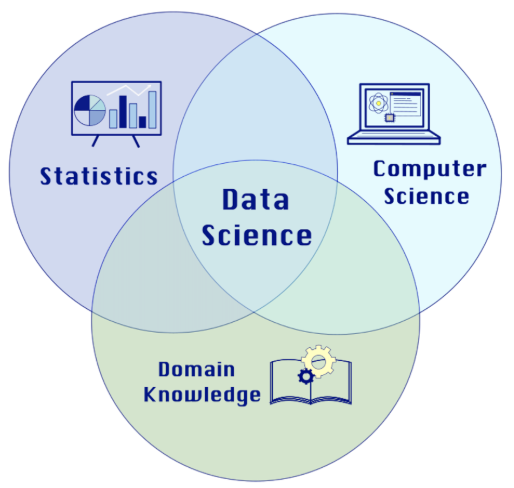 Statistics
Computer
Science
Data
Science
Domain
Knowledge